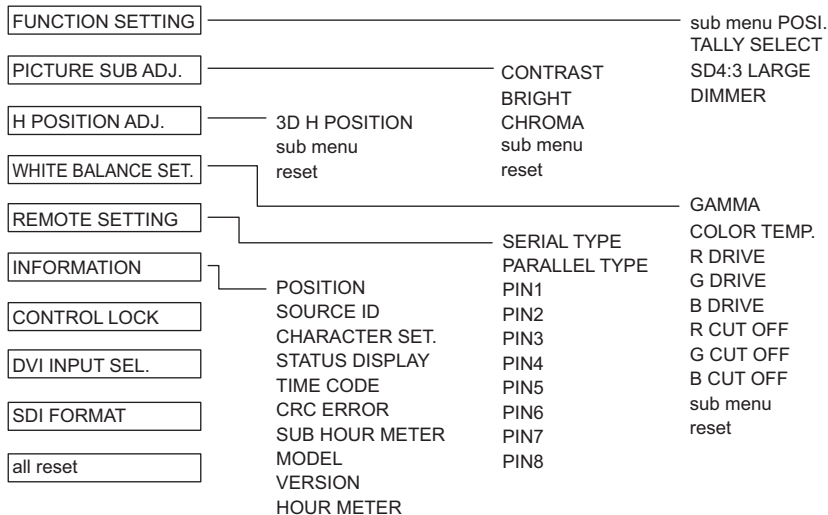 FUNCTION SETTING
sub menu POSI.
TALLY SELECT
SD4:3 LARGE
DIMMER
PICTURE SUB ADJ.
CONTRAST
BRIGHT
CHROMA
sub menu
reset
H POSITION ADJ.
3D H POSITION
sub menu
reset
WHITE BALANCE SET.
GAMMA
COLOR TEMP.
R DRIVE
G DRIVE
B DRIVE
R CUT OFF
G CUT OFF
B CUT OFF
sub menu
reset
REMOTE SETTING
SERIAL TYPE
PARALLEL TYPE
PIN1
PIN2
PIN3
PIN4
PIN5
PIN6
PIN7
PIN8
INFORMATION
POSITION
SOURCE ID
CHARACTER SET.
STATUS DISPLAY
TIME CODE
CRC ERROR
SUB HOUR METER
MODEL
VERSION
HOUR METER
CONTROL LOCK
DVI INPUT SEL.
SDI FORMAT
all reset